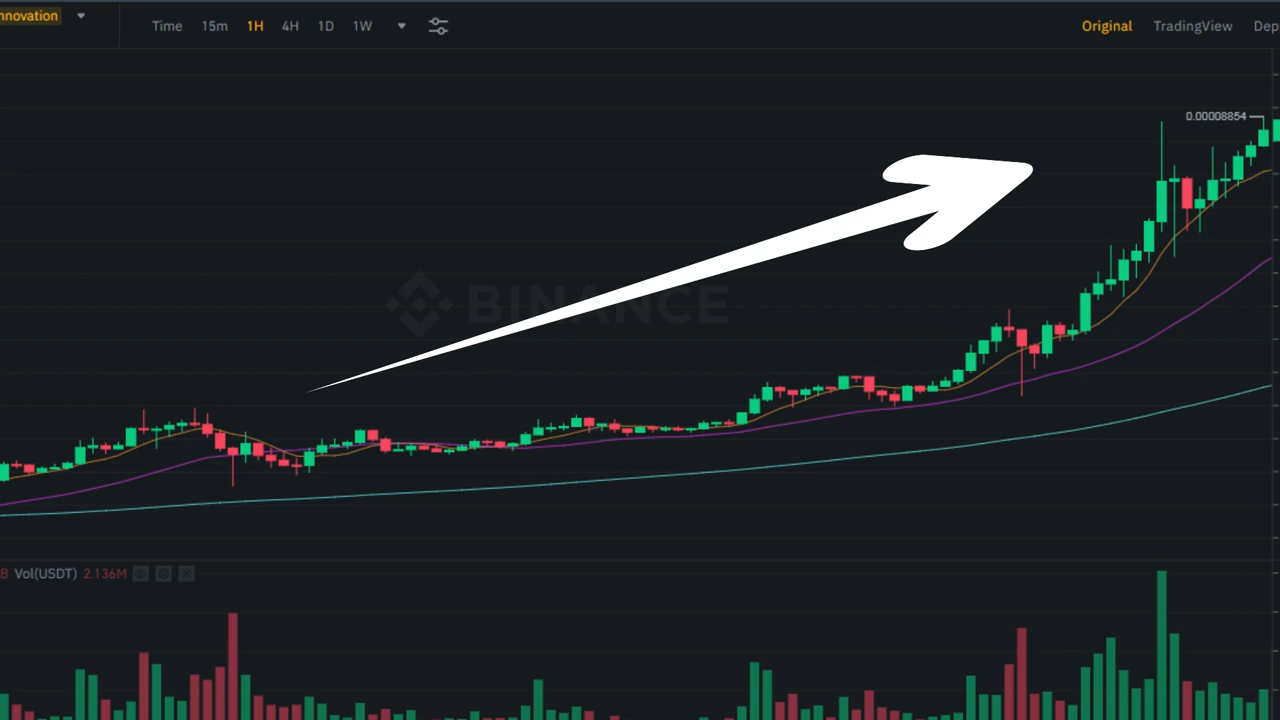 nnovation
Time 15m 1H 4H 1D 1W
Original TradingView Dep
0.00008854
BINANCE
B Vol(USDT) 2.136M